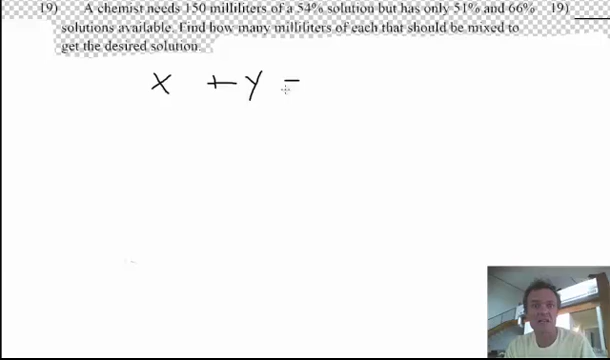 19) A chemist needs 150 milliliters of a 54% solution but has only 51% and 66% 19)
solutions available. Find how many milliliters of each that should be mixed to
get the desired solution.
x + y =